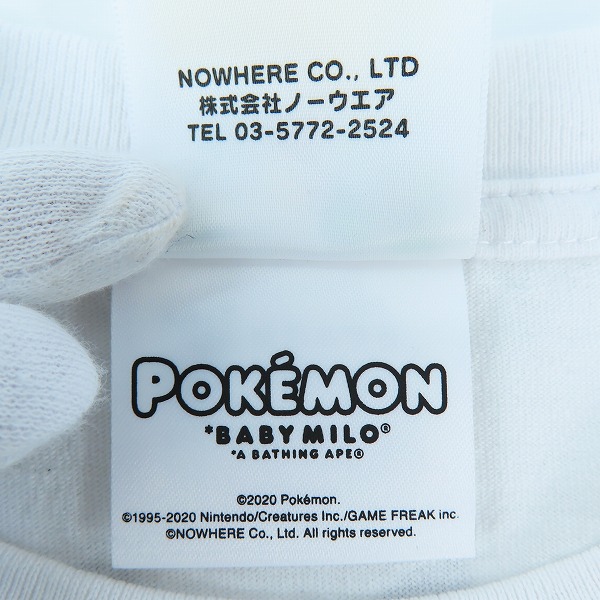 NOWHERE CO., LTD
株式会社ノーウエア
TEL 03-5772-2524
POKÉMON
*BABY MILO®
*A BATHING APE®
©2020 Pokémon.
©1995-2020 Nintendo/Creatures Inc./GAME FREAK inc.
©NOWHERE Co., Ltd. All rights reserved.